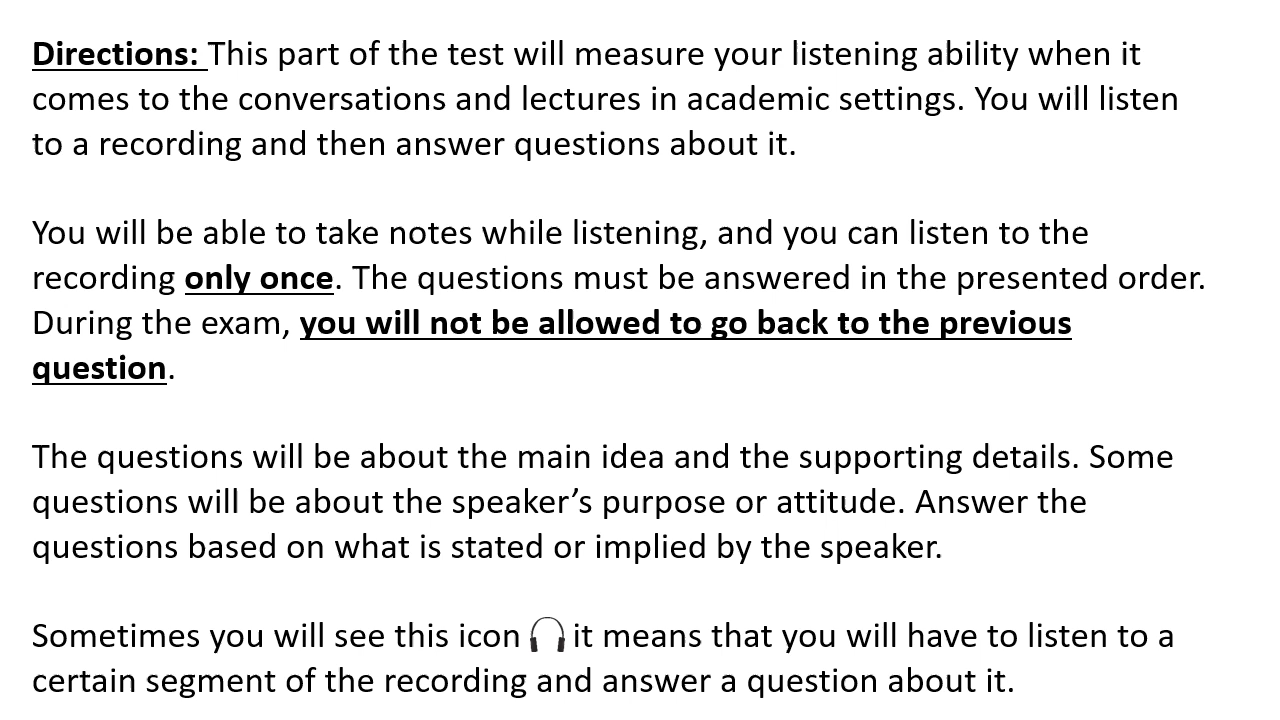 Directions: This part of the test will measure your listening ability when it
comes to the conversations and lectures in academic settings. You will listen
to a recording and then answer questions about it.
You will be able to take notes while listening, and you can listen to the
recording only once. The questions must be answered in the presented order.
During the exam, you will not be allowed to go back to the previous
question.
The questions will be about the main idea and the supporting details. Some
questions will be about the speaker’s purpose or attitude. Answer the
questions based on what is stated or implied by the speaker.
Sometimes you will see this icon it means that you will have to listen to a
certain segment of the recording and answer a question about it.